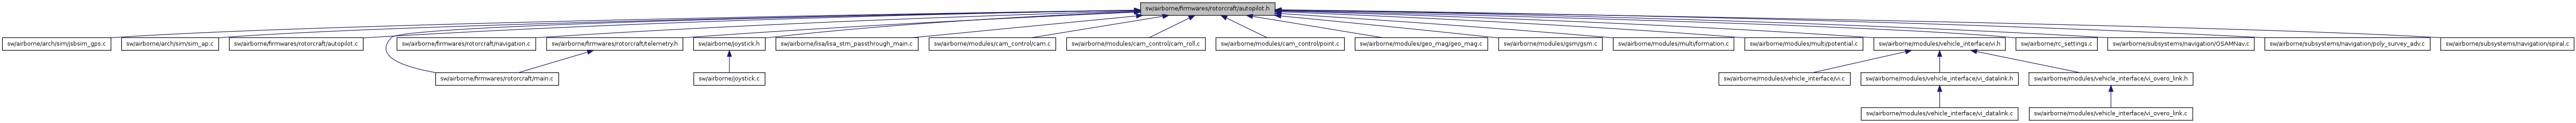 sw/airborne/firmwares/rotorcraft/autopilot.h
sw/airborne/arch/sim/jsbsim_gps.c
sw/airborne/arch/sim/sim_ap.c
sw/airborne/firmwares/rotorcraft/autopilot.c
sw/airborne/firmwares/rotorcraft/navigation.c
sw/airborne/firmwares/rotorcraft/telemetry.h
sw/airborne/joystick.h
sw/airborne/lisa/lisa_stm_passthrough_main.c
sw/airborne/modules/cam_control/cam.c
sw/airborne/modules/cam_control/cam_roll.c
sw/airborne/modules/cam_control/point.c
sw/airborne/modules/geo_mag/geo_mag.c
sw/airborne/modules/gsm/gsm.c
sw/airborne/modules/multi/formation.c
sw/airborne/modules/multi/potential.c
sw/airborne/modules/vehicle_interface/vi.h
sw/airborne/rc_settings.c
sw/airborne/subsystems/navigation/OSAMNav.c
sw/airborne/subsystems/navigation/poly_survey_adv.c
sw/airborne/subsystems/navigation/spiral.c
sw/airborne/firmwares/rotorcraft/main.c
sw/airborne/joystick.c
sw/airborne/modules/vehicle_interface/vi.c
sw/airborne/modules/vehicle_interface/vi_datalink.h
sw/airborne/modules/vehicle_interface/vi_overo_link.h
sw/airborne/modules/vehicle_interface/vi_datalink.c
sw/airborne/modules/vehicle_interface/vi_overo_link.c